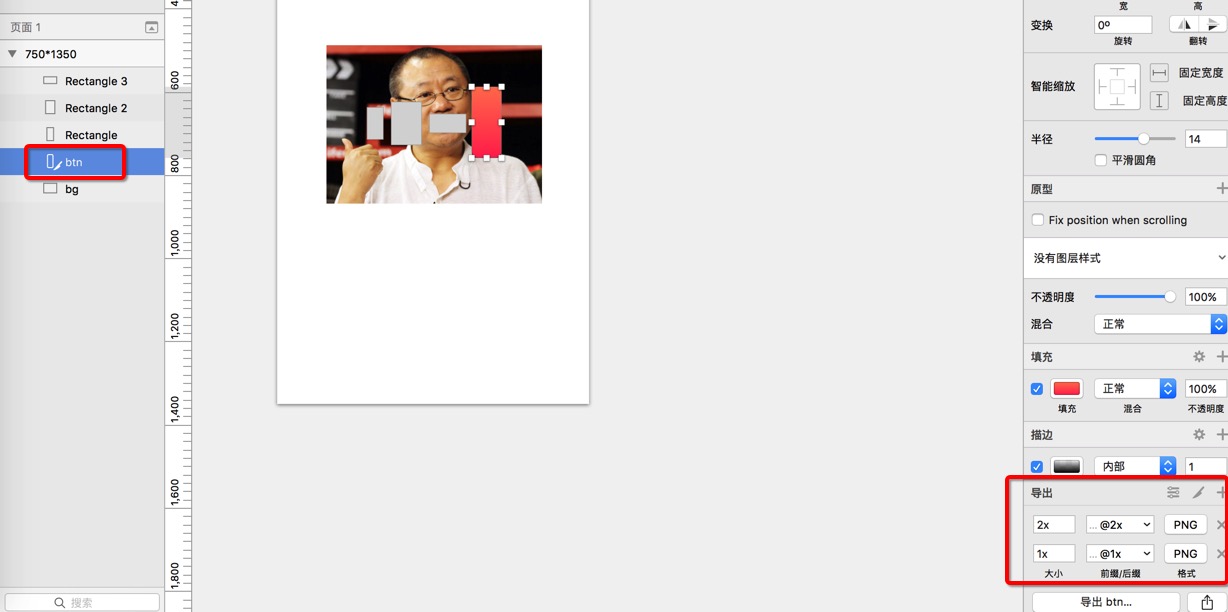 页面 1
750*1350
Rectangle 3
Rectangle 2
Rectangle
btn
bg
搜索
600
800
1,000
1,200
1,400
1,600
1,800
宽 高
变换 0º
旋转 翻转
智能缩放 固定宽度
固定高度
半径 14
平滑圆角
原型
Fix position when scrolling
没有图层样式
不透明度 100%
混合 正常
填充
正常 100%
填充 混合 不透明度
描边
内部 1
导出
2x ... @2x PNG
1x ... @1x PNG
大小 前缀/后缀 格式
导出 btn...